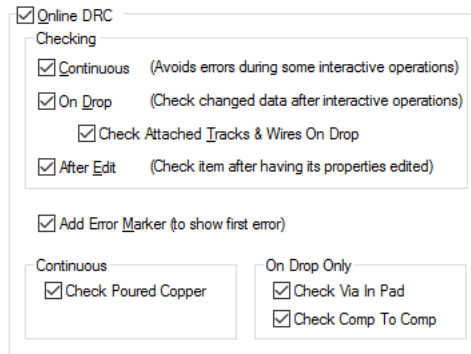 Online DRC
Checking
Continuous (Avoids errors during some interactive operations)
On Drop (Check changed data after interactive operations)
Check Attached Tracks & Wires On Drop
After Edit (Check item after having its properties edited)
Add Error Marker (to show first error)
Continuous
Check Poured Copper
On Drop Only
Check Via In Pad
Check Comp To Comp